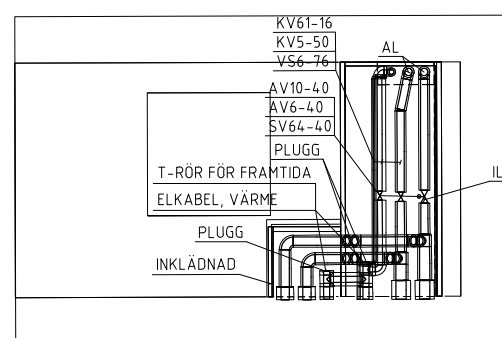 KV61-16
KV5-50
VS6-76
AL
AV10-40
AV6-40
SV64-40
PLUGG
T-RÖR FÖR FRAMTIDA
IL
ELKABEL, VÄRME
PLUGG
INKLÄDNAD